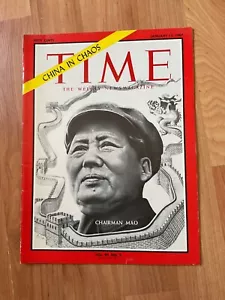 CHINA IN CHAOS
TIME
THE WEEKLY NEWSMAGAZINE
CHAIRMAN MAO